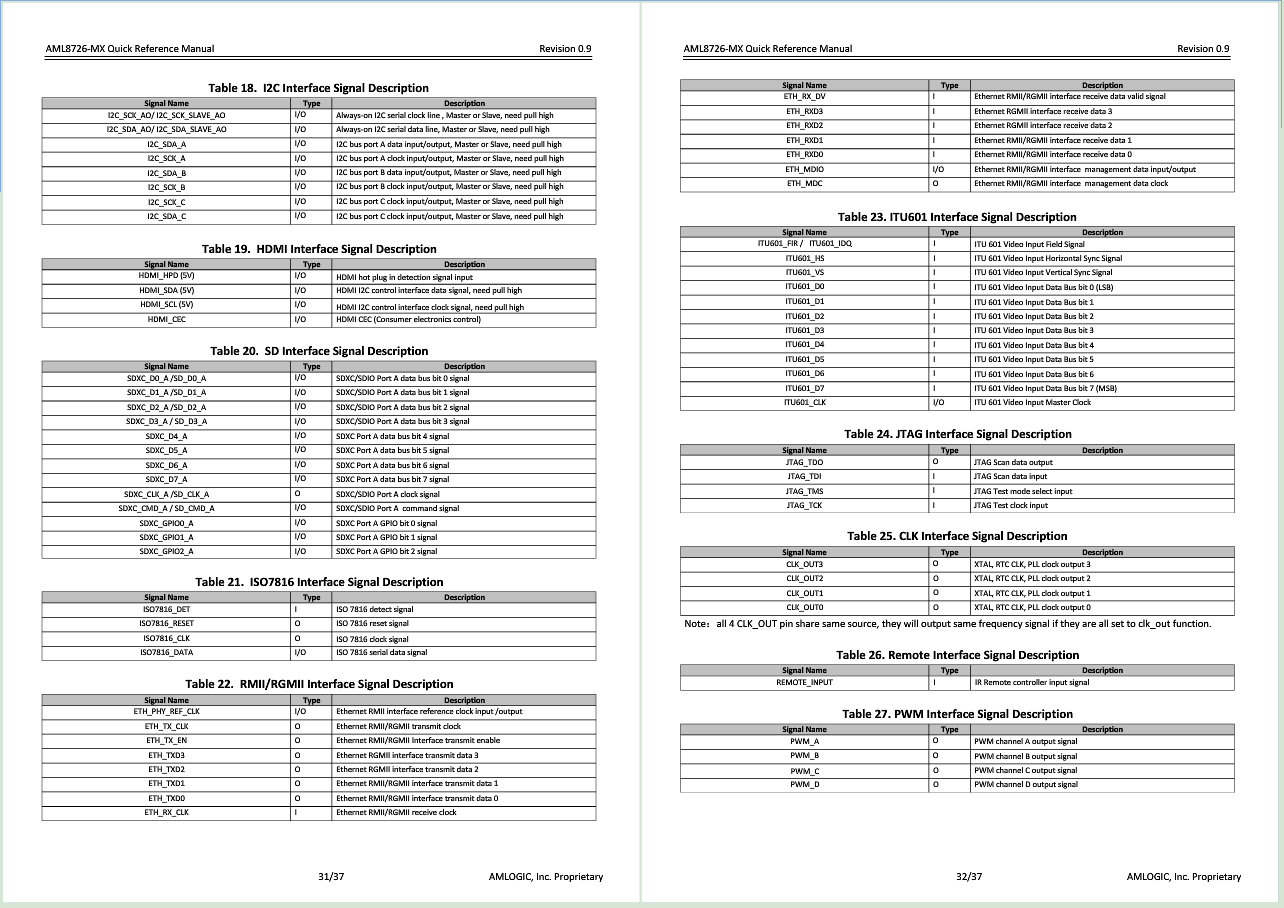 AML8726-MX Quick Reference Manual Revision 0.9
Table 18. I2C Interface Signal Description
Signal Name Type Description
I2C_SCK_AO/ I2C_SCK_SLAVE_AO I/O Always-on I2C serial clock line , Master or Slave, need pull high
I2C_SDA_AO/ I2C_SDA_SLAVE_AO I/O Always-on I2C serial data line, Master or Slave, need pull high
I2C_SDA_A I/O I2C bus port A data input/output, Master or Slave, need pull high
I2C_SCK_A I/O I2C bus port A clock input/output, Master or Slave, need pull high
I2C_SDA_B I/O I2C bus port B data input/output, Master or Slave, need pull high
I2C_SCK_B I/O I2C bus port B clock input/output, Master or Slave, need pull high
I2C_SCK_C I/O I2C bus port C clock input/output, Master or Slave, need pull high
I2C_SDA_C I/O I2C bus port C clock input/output, Master or Slave, need pull high
Table 19. HDMI Interface Signal Description
Signal Name Type Description
HDMI_HPD (5V) I/O HDMI hot plug in detection signal input
HDMI_SDA (5V) I/O HDMI I2C control interface data signal, need pull high
HDMI_SCL (5V) I/O HDMI I2C control interface clock signal, need pull high
HDMI_CEC I/O HDMI CEC (Consumer electronics control)
Table 20. SD Interface Signal Description
Signal Name Type Description
SDXC_D0_A /SD_D0_A I/O SDXC/SDIO Port A data bus bit 0 signal
SDXC_D1_A /SD_D1_A I/O SDXC/SDIO Port A data bus bit 1 signal
SDXC_D2_A /SD_D2_A I/O SDXC/SDIO Port A data bus bit 2 signal
SDXC_D3_A / SD_D3_A I/O SDXC/SDIO Port A data bus bit 3 signal
SDXC_D4_A I/O SDXC Port A data bus bit 4 signal
SDXC_D5_A I/O SDXC Port A data bus bit 5 signal
SDXC_D6_A I/O SDXC Port A data bus bit 6 signal
SDXC_D7_A I/O SDXC Port A data bus bit 7 signal
SDXC_CLK_A /SD_CLK_A O SDXC/SDIO Port A clock signal
SDXC_CMD_A / SD_CMD_A I/O SDXC/SDIO Port A command signal
SDXC_GPIO0_A I/O SDXC Port A GPIO bit 0 signal
SDXC_GPIO1_A I/O SDXC Port A GPIO bit 1 signal
SDXC_GPIO2_A I/O SDXC Port A GPIO bit 2 signal
Table 21. ISO7816 Interface Signal Description
Signal Name Type Description
ISO7816_DET I ISO 7816 detect signal
ISO7816_RESET O ISO 7816 reset signal
ISO7816_CLK O ISO 7816 clock signal
ISO7816_DATA I/O ISO 7816 serial data signal
Table 22. RMII/RGMII Interface Signal Description
Signal Name Type Description
ETH_PHY_REF_CLK I/O Ethernet RMII interface reference clock input /output
ETH_TX_CLK O Ethernet RMII/RGMII transmit clock
ETH_TX_EN O Ethernet RMII/RGMII Interface transmit enable
ETH_TXD3 O Ethernet RGMII interface transmit data 3
ETH_TXD2 O Ethernet RGMII interface transmit data 2
ETH_TXD1 O Ethernet RMII/RGMII interface transmit data 1
ETH_TXD0 O Ethernet RMII/RGMII interface transmit data 0
ETH_RX_CLK I Ethernet RMII/RGMII receive clock
31/37 AMLOGIC, Inc. Proprietary
AML8726-MX Quick Reference Manual Revision 0.9
Signal Name Type Description
ETH_RX_DV I Ethernet RMII/RGMII interface receive data valid signal
ETH_RXD3 I Ethernet RGMII interface receive data 3
ETH_RXD2 I Ethernet RGMII interface receive data 2
ETH_RXD1 I Ethernet RMII/RGMII interface receive data 1
ETH_RXD0 I Ethernet RMII/RGMII interface receive data 0
ETH_MDIO I/O Ethernet RMII/RGMII interface management data input/output
ETH_MDC O Ethernet RMII/RGMII interface management data clock
Table 23. ITU601 Interface Signal Description
Signal Name Type Description
ITU601_FIR / ITU601_IDQ I ITU 601 Video Input Field Signal
ITU601_HS I ITU 601 Video Input Horizontal Sync Signal
ITU601_VS I ITU 601 Video Input Vertical Sync Signal
ITU601_D0 I ITU 601 Video Input Data Bus bit 0 (LSB)
ITU601_D1 I ITU 601 Video Input Data Bus bit 1
ITU601_D2 I ITU 601 Video Input Data Bus bit 2
ITU601_D3 I ITU 601 Video Input Data Bus bit 3
ITU601_D4 I ITU 601 Video Input Data Bus bit 4
ITU601_D5 I ITU 601 Video Input Data Bus bit 5
ITU601_D6 I ITU 601 Video Input Data Bus bit 6
ITU601_D7 I ITU 601 Video Input Data Bus bit 7 (MSB)
ITU601_CLK I/O ITU 601 Video Input Master Clock
Table 24. JTAG Interface Signal Description
Signal Name Type Description
JTAG_TDO O JTAG Scan data output
JTAG_TDI I JTAG Scan data input
JTAG_TMS I JTAG Test mode select input
JTAG_TCK I JTAG Test clock input
Table 25. CLK Interface Signal Description
Signal Name Type Description
CLK_OUT3 O XTAL, RTC CLK, PLL clock output 3
CLK_OUT2 O XTAL, RTC CLK, PLL clock output 2
CLK_OUT1 O XTAL, RTC CLK, PLL clock output 1
CLK_OUT0 O XTAL, RTC CLK, PLL clock output 0
Note：all 4 CLK_OUT pin share same source, they will output same frequency signal if they are all set to clk_out function.
Table 26. Remote Interface Signal Description
Signal Name Type Description
REMOTE_INPUT I IR Remote controller input signal
Table 27. PWM Interface Signal Description
Signal Name Type Description
PWM_A O PWM channel A output signal
PWM_B O PWM channel B output signal
PWM_C O PWM channel C output signal
PWM_D O PWM channel D output signal
32/37 AMLOGIC, Inc. Proprietary